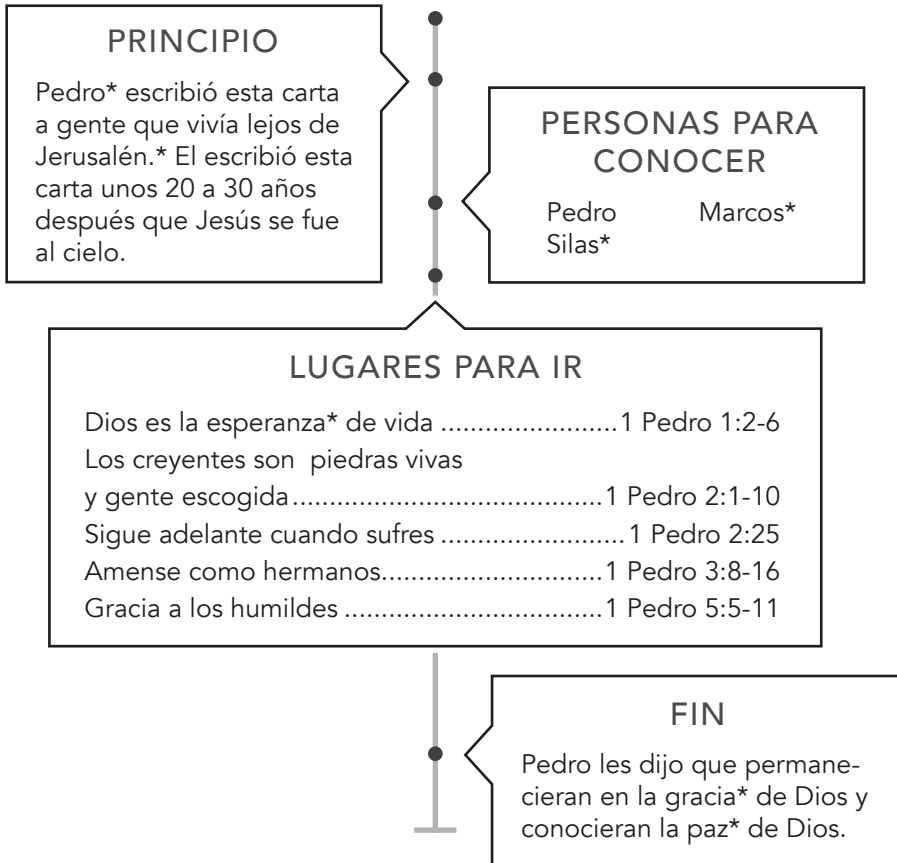 PRINCIPIO
Pedro* escribió esta carta
a gente que vivía lejos de
Jerusalén.* El escribió esta
carta unos 20 a 30 años
después que Jesús se fue
al cielo.
PERSONAS PARA
CONOCER
Pedro Marcos*
Silas*
LUGARES PARA IR
Dios es la esperanza* de vida .......................1 Pedro 1:2-6
Los creyentes son  piedras vivas
y gente escogida........................................1 Pedro 2:1-10
Sigue adelante cuando sufres ........................1 Pedro 2:25
Amense como hermanos............................1 Pedro 3:8-16
Gracia a los humildes .................................1 Pedro 5:5-11
FIN
Pedro les dijo que permane-
cieran en la gracia* de Dios y
conocieran la paz* de Dios.